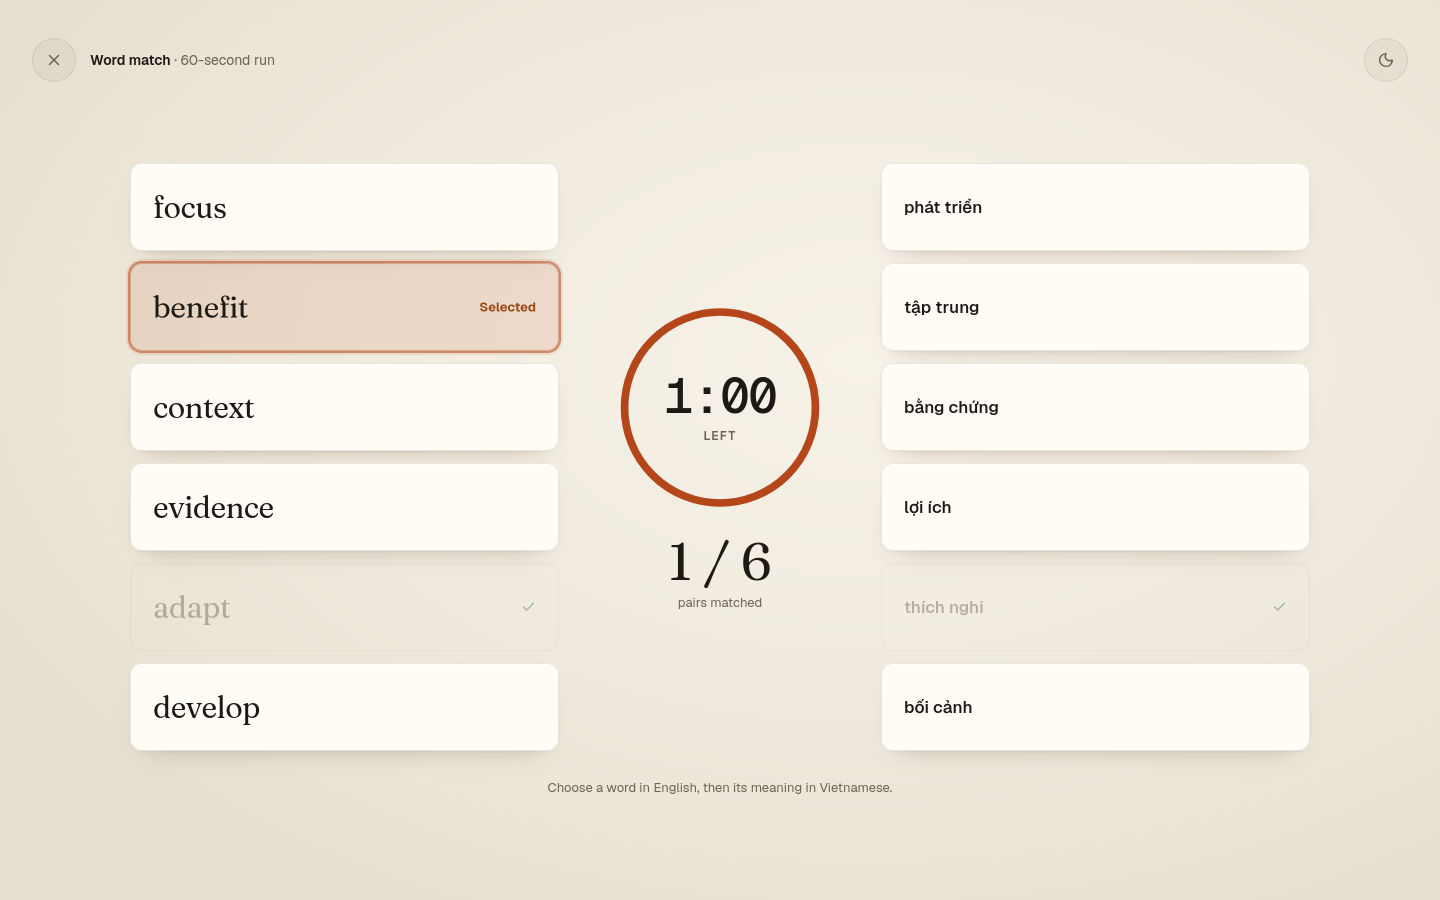 Word match · 60-second run
focus
benefit
Selected
context
evidence
adapt
develop
1:00
LEFT
1/6
pairs matched
phát triển
tập trung
bằng chứng
lợi ích
thích nghi
bối cảnh
Choose a word in English, then its meaning in Vietnamese.